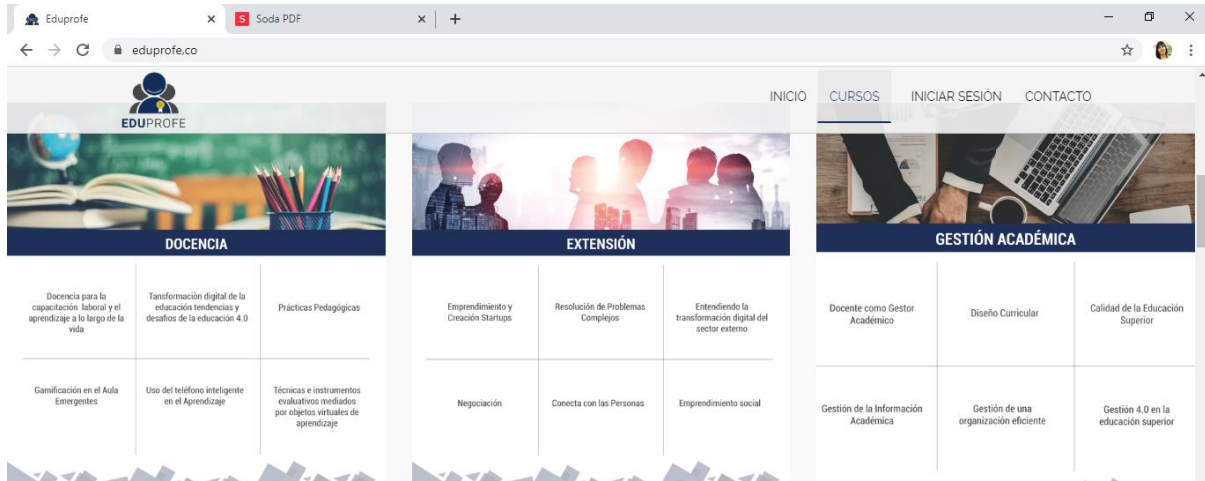 Eduprofe
S Soda PDF
eduprofe.co
INICIO CURSOS INICIAR SESIÓN CONTACTO
EDUPROFE
DOCENCIA
Docencia para la
capacitación laboral y el
aprendizaje a lo largo de la
vida
Tansformación digital de la
educación tendencias y
desafios de la educación 4.0
Prácticas Pedagógicas
Gamificación en el Aula
Emergentes
Uso del teléfono inteligente
en el Aprendizaje
Técnicas e instrumentos
evaluativos mediados
por objetos virtuales de
aprendizaje
EXTENSIÓN
Emprendimiento y
Creación Startups
Resolución de Problemas
Complejos
Entendiendo la
transformación digital del
sector externo
Negociación
Conecta con las Personas
Emprendimiento social
GESTIÓN ACADÉMICA
Docente como Gestor
Académico
Diseño Curricular
Calidad de la Educación
Superior
Gestión de la Información
Académica
Gestión de una
organización eficiente
Gestión 4.0 en la
educación superior